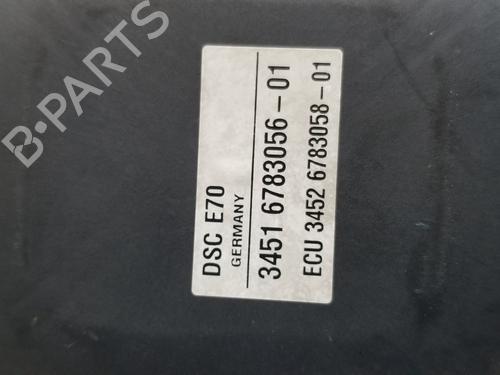 B-PARTS
DSC E70
GERMANY
3451 6783056-01
ECU 3452 6783058-01